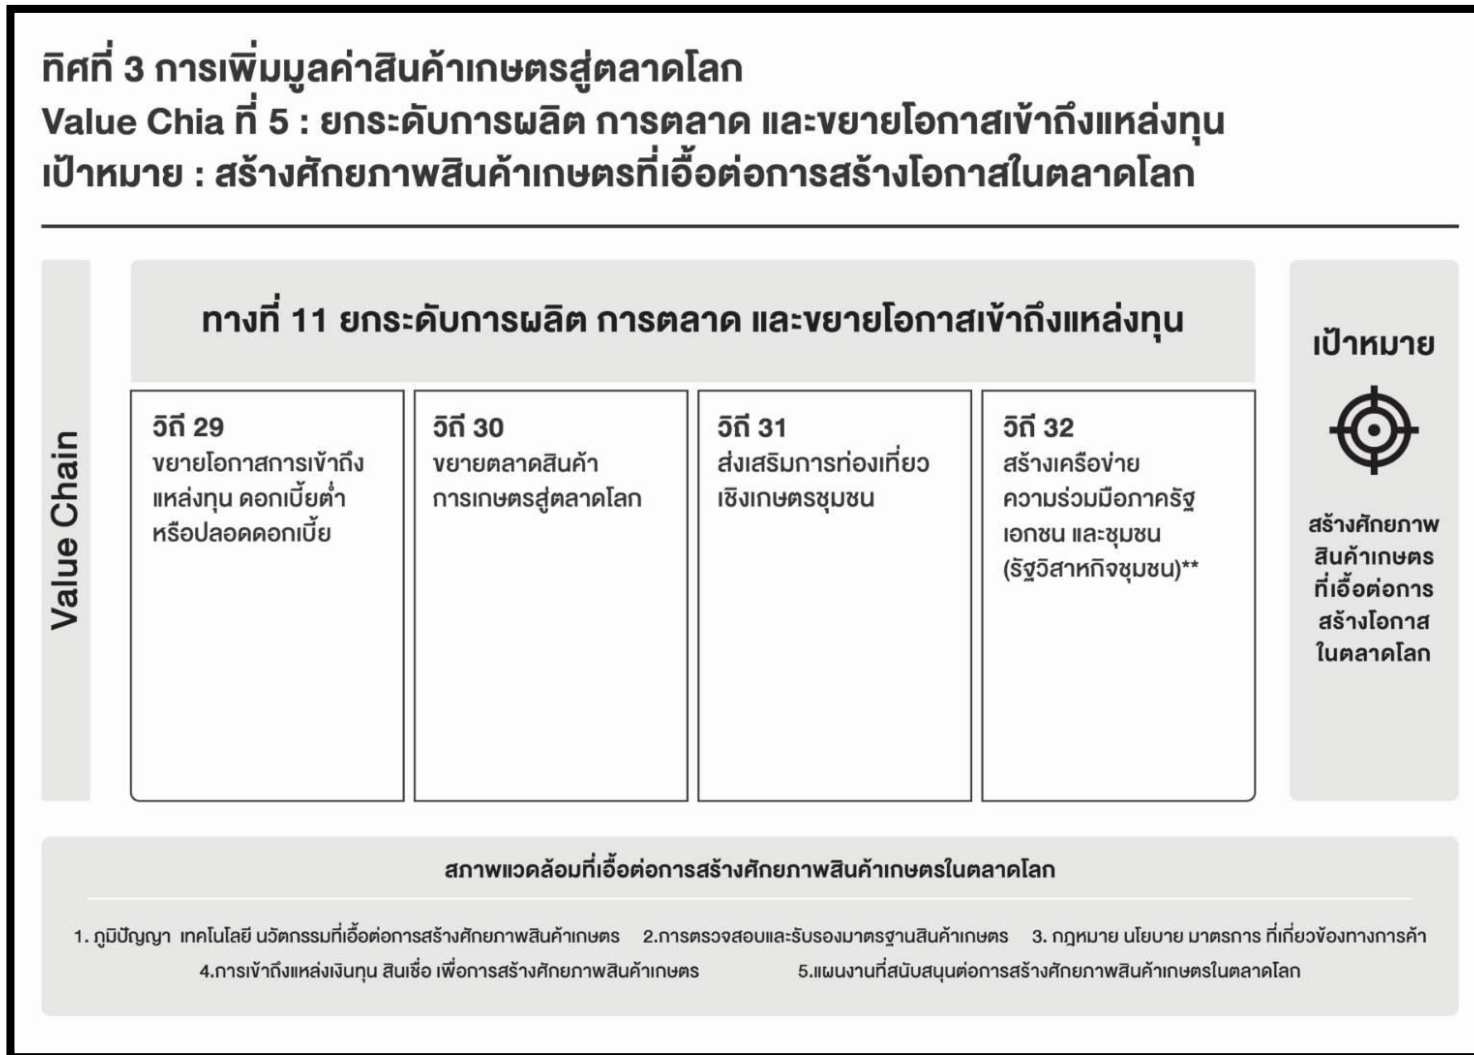 ทิศที่ 3 การเพิ่มมูลค่าสินค้าเกษตรสู่ตลาดโลก
Value Chia ที่ 5 : ยกระดับการผลิต การตลาด และขยายโอกาสเข้าถึงแหล่งทุน
เป้าหมาย : สร้างศักยภาพสินค้าเกษตรที่เอื้อต่อการสร้างโอกาสในตลาดโลก
Value Chain
ทางที่ 11 ยกระดับการผลิต การตลาด และขยายโอกาสเข้าถึงแหล่งทุน
วิถี 29
ขยายโอกาสการเข้าถึง
แหล่งทุน ดอกเบี้ยต่ำ
หรือปลอดดอกเบี้ย
วิถี 30
ขยายตลาดสินค้า
การเกษตรสู่ตลาดโลก
วิถี 31
ส่งเสริมการท่องเที่ยว
เชิงเกษตรชุมชน
วิถี 32
สร้างเครือข่าย
ความร่วมมือภาครัฐ
เอกชน และชุมชน
(รัฐวิสาหกิจชุมชน)**
เป้าหมาย
สร้างศักยภาพ
สินค้าเกษตร
ที่เอื้อต่อการ
สร้างโอกาส
ในตลาดโลก
สภาพแวดล้อมที่เอื้อต่อการสร้างศักยภาพสินค้าเกษตรในตลาดโลก
1. ภูมิปัญญา เทคโนโลยี นวัตกรรมที่เอื้อต่อการสร้างศักยภาพสินค้าเกษตร 2.การตรวจสอบและรับรองมาตรฐานสินค้าเกษตร 3. กฎหมาย นโยบาย มาตรการ ที่เกี่ยวข้องทางการค้า
4.การเข้าถึงแหล่งเงินทุน สินเชื่อ เพื่อการสร้างศักยภาพสินค้าเกษตร 5.แผนงานที่สนับสนุนต่อการสร้างศักยภาพสินค้าเกษตรในตลาดโลก